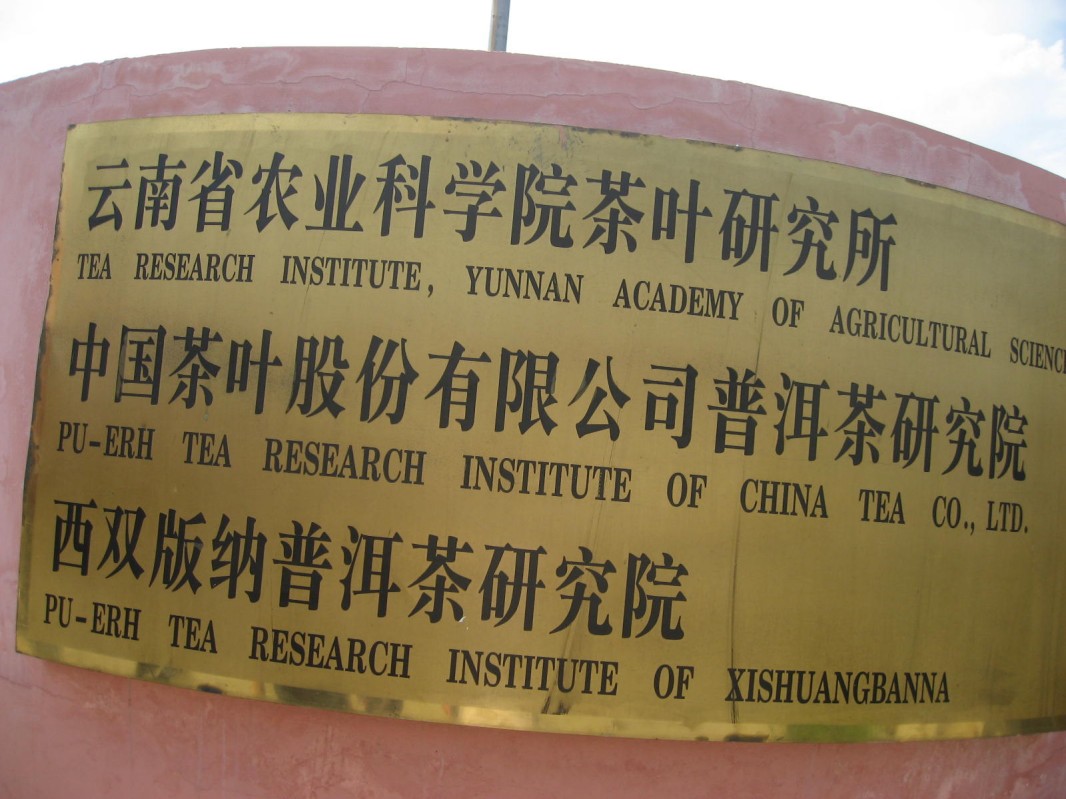 云南省农业科学院茶叶研究所
TEA RESEARCH INSTITUTE, YUNNAN ACADEMY OF AGRICULTURAL SCIENC
中国茶叶股份有限公司普洱茶研究院
PU-ERH TEA RESEARCH INSTITUTE OF CHINA TEA CO., LTD.
西双版纳普洱茶研究院
PU-ERH TEA RESEARCH INSTITUTE OF XISHUANGBANNA